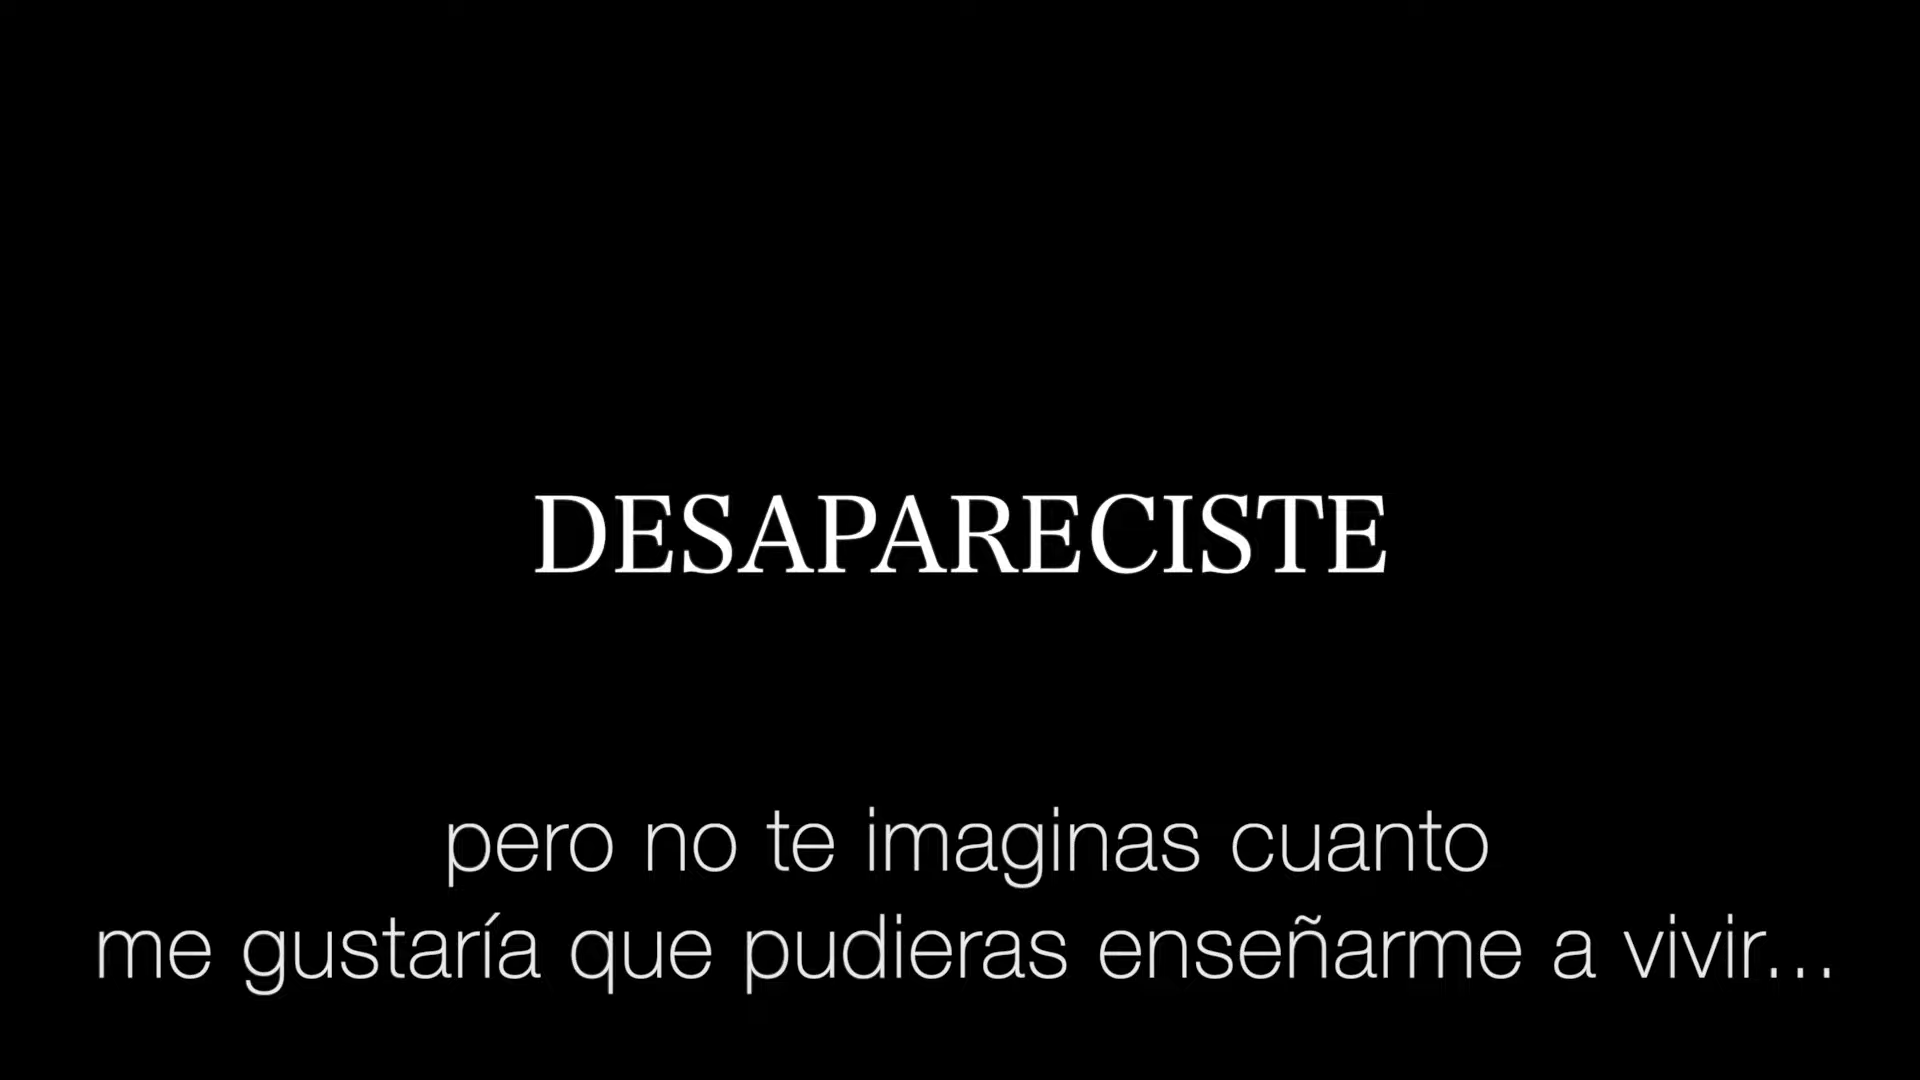 DESAPARECISTE
pero no te imaginas cuanto
me gustaría que pudieras enseñarme a vivir...